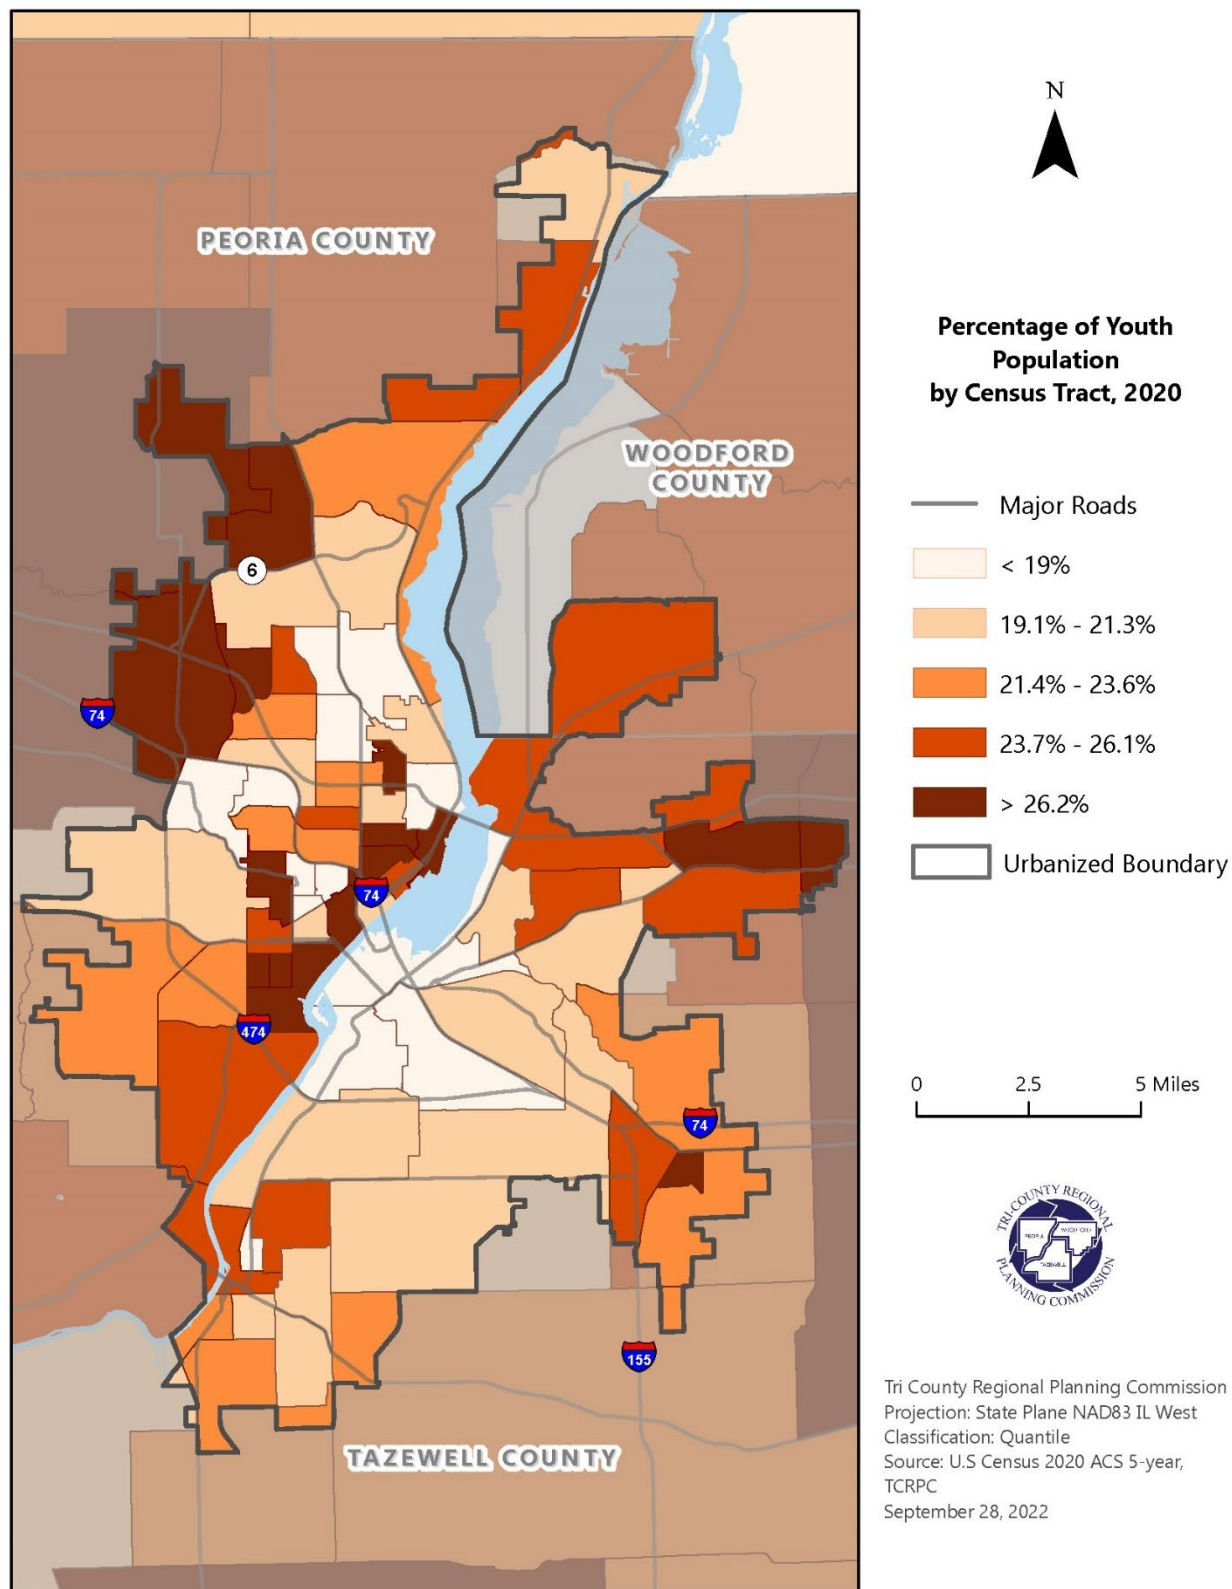 N
PEORIA COUNTY
WOODFORD
COUNTY
6
74
74
474
74
155
TAZEWELL COUNTY
Percentage of Youth
Population
by Census Tract, 2020
Major Roads
< 19%
19.1% - 21.3%
21.4% - 23.6%
23.7% - 26.1%
> 26.2%
Urbanized Boundary
0 2.5 5 Miles
TRI-COUNTY REGIONAL
PEORIA
WOODFORD
TAZEWELL
PLANNING COMMISSION
Tri County Regional Planning Commission
Projection: State Plane NAD83 IL West
Classification: Quantile
Source: U.S Census 2020 ACS 5-year,
TCRPC
September 28, 2022